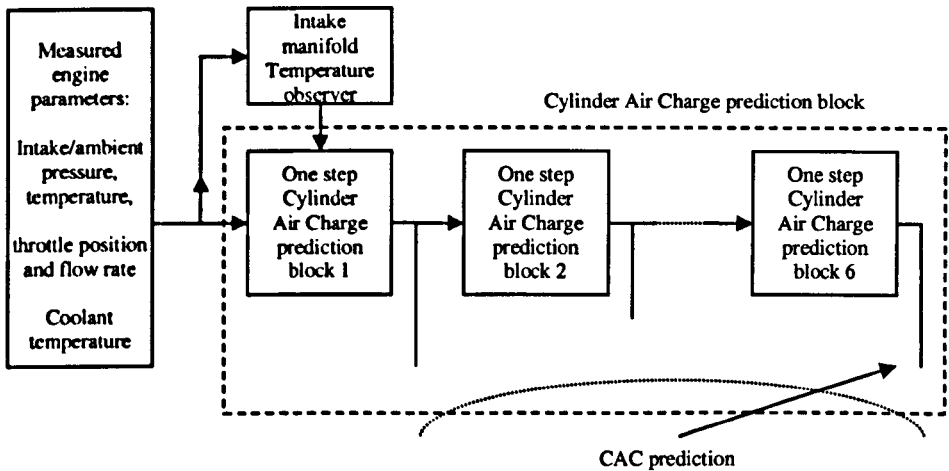 Measured
engine
parameters:
Intake/ambient
pressure,
temperature,
throttle position
and flow rate
Coolant
temperature
Intake
manifold
Temperature
observer
Cylinder Air Charge prediction block
One step
Cylinder
Air Charge
prediction
block 1
One step
Cylinder
Air Charge
prediction
block 2
One step
Cylinder
Air Charge
prediction
block 6
CAC prediction